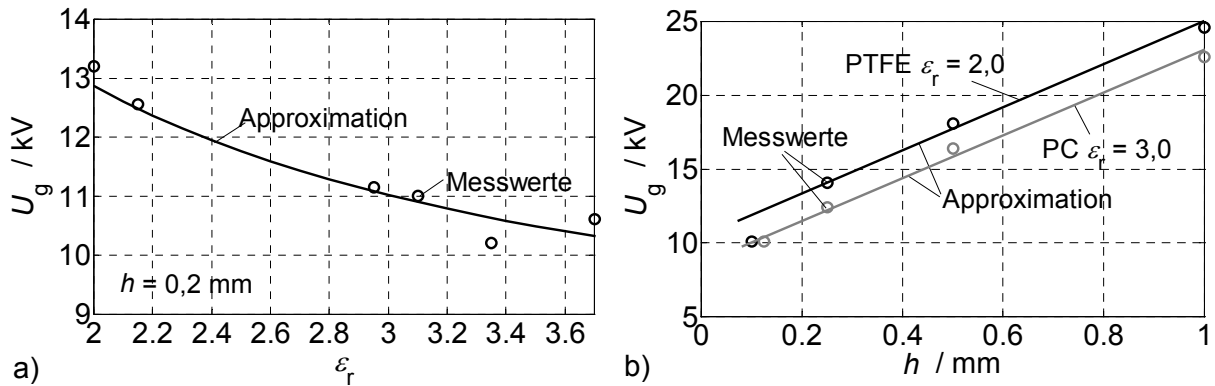 14
13
12
11
10
9
U_g / kV
Approximation
Messwerte
h = 0,2 mm
2 2.2 2.4 2.6 2.8 3 3.2 3.4 3.6
ε_r
a)
25
20
15
10
5
U_g / kV
PTFE ε_r = 2,0
Messwerte
PC ε_r = 3,0
Approximation
0 0.2 0.4 0.6 0.8 1
h / mm
b)